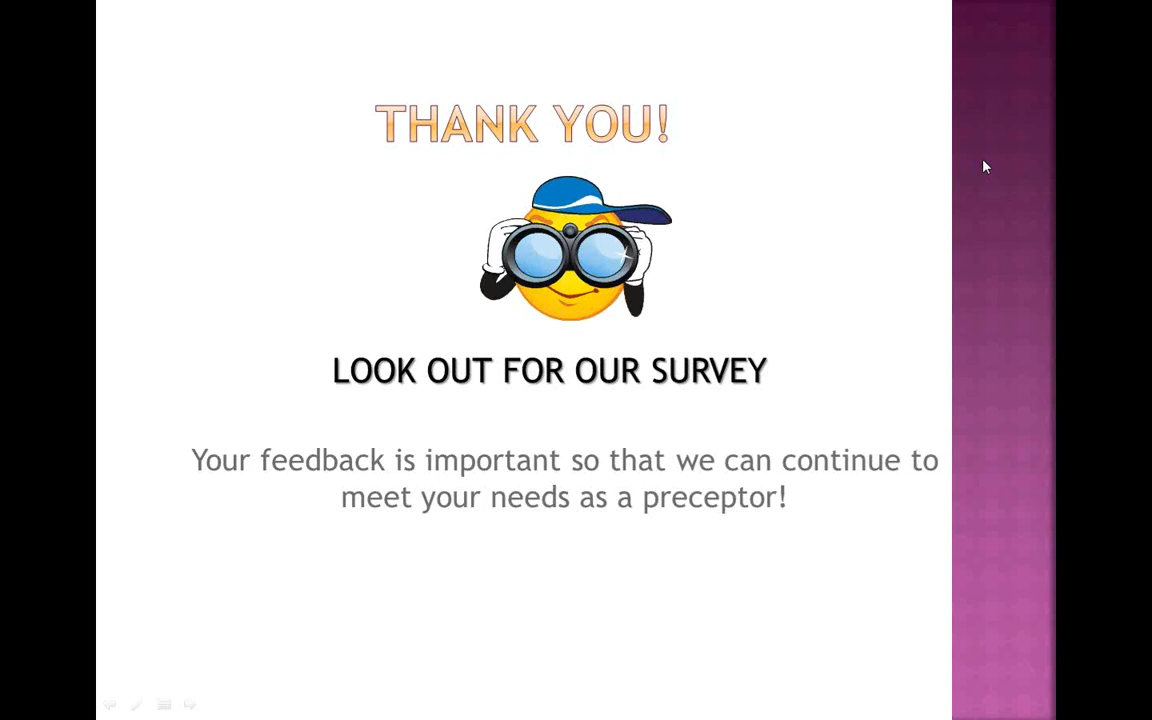 THANK YOU!
LOOK OUT FOR OUR SURVEY
Your feedback is important so that we can continue to
meet your needs as a preceptor!